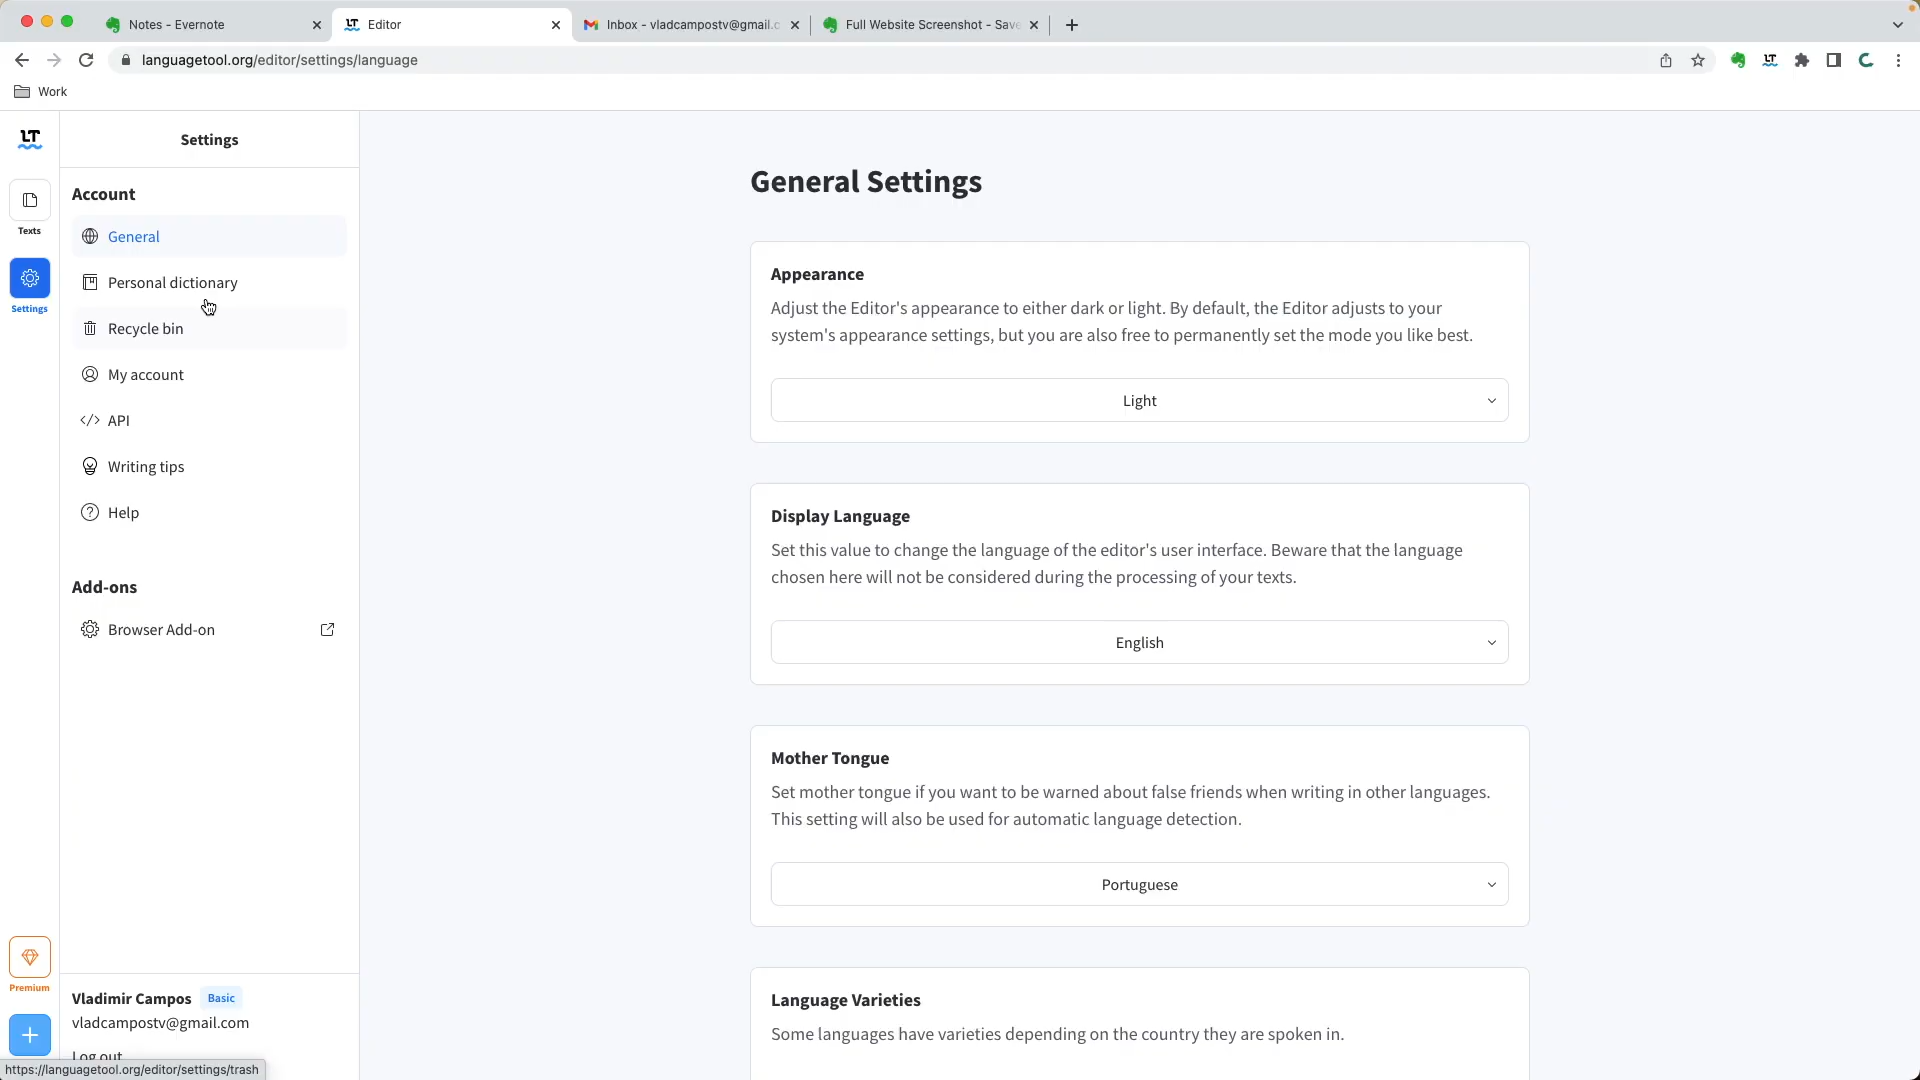 Notes - Evernote
Editor
Inbox - vladcampostv@gmail.c
Full Website Screenshot - Save
languagetool.org/editor/settings/language
Work
LT
Settings
Texts
Settings
Account
General
Personal dictionary
Recycle bin
My account
API
Writing tips
Help
Add-ons
Browser Add-on
Premium
Vladimir Campos Basic
vladcampostv@gmail.com
Log out
https://languagetool.org/editor/settings/trash
General Settings
Appearance
Adjust the Editor's appearance to either dark or light. By default, the Editor adjusts to your
system's appearance settings, but you are also free to permanently set the mode you like best.
Light
Display Language
Set this value to change the language of the editor's user interface. Beware that the language
chosen here will not be considered during the processing of your texts.
English
Mother Tongue
Set mother tongue if you want to be warned about false friends when writing in other languages.
This setting will also be used for automatic language detection.
Portuguese
Language Varieties
Some languages have varieties depending on the country they are spoken in.